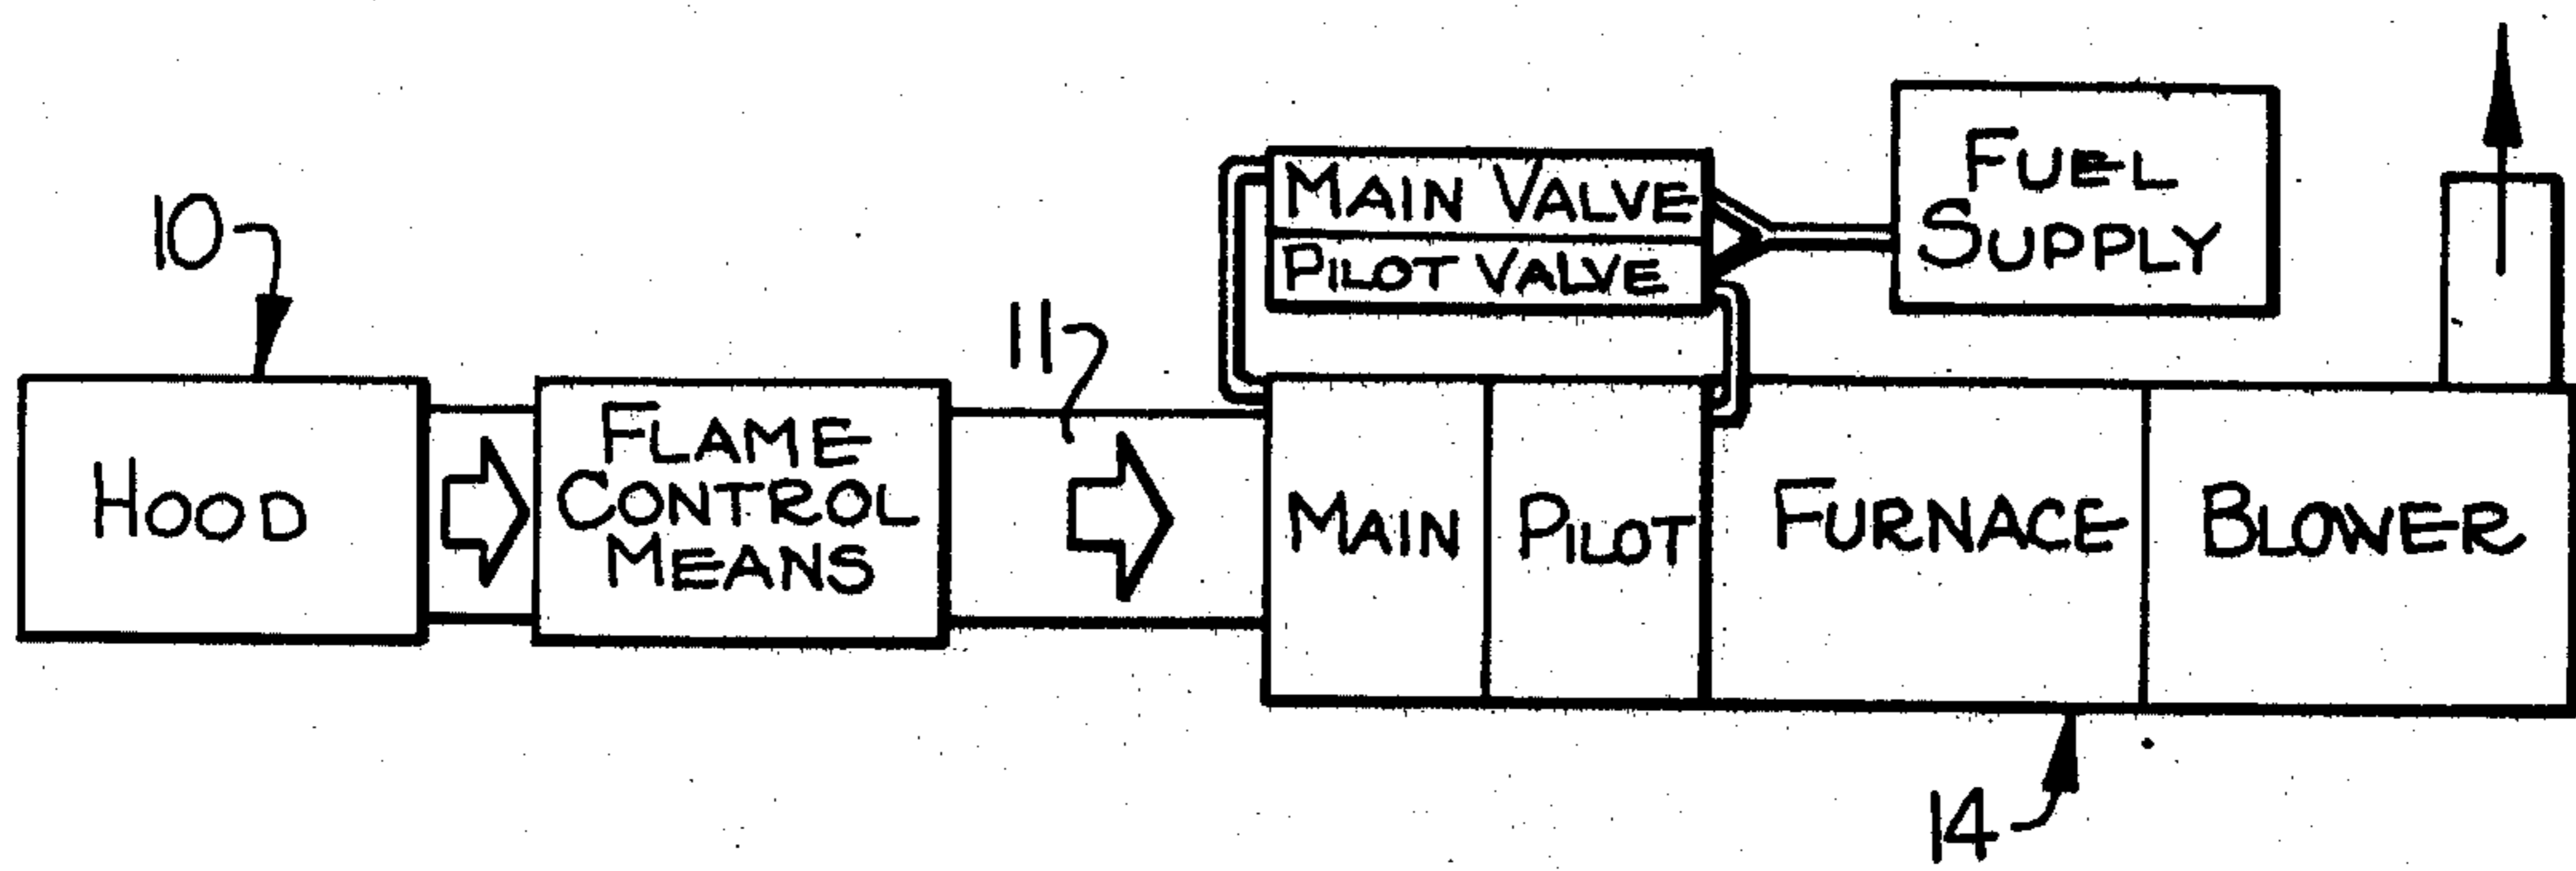 10
HOOD
FLAME
CONTROL
MEANS
11
MAIN VALVE
PILOT VALVE
FUEL
SUPPLY
MAIN
PILOT
FURNACE
BLOWER
14